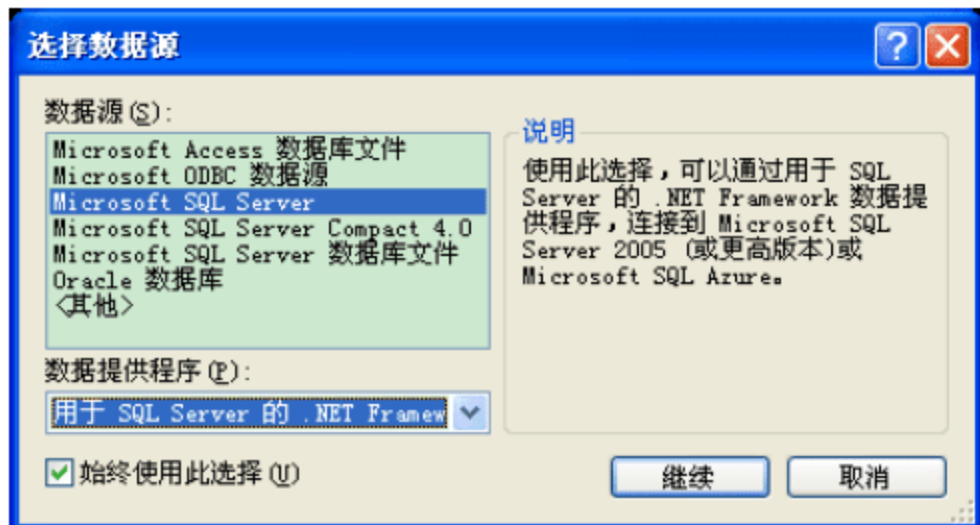 选择数据源
数据源(S):
Microsoft Access 数据库文件
Microsoft ODBC 数据源
Microsoft SQL Server
Microsoft SQL Server Compact 4.0
Microsoft SQL Server 数据库文件
Oracle 数据库
<其他>
数据提供程序(P):
用于 SQL Server 的 .NET Framew
始终使用此选择(U)
说明
使用此选择，可以通过用于 SQL
Server 的 .NET Framework 数据提
供程序，连接到 Microsoft SQL
Server 2005 (或更高版本)或
Microsoft SQL Azure。
继续
取消